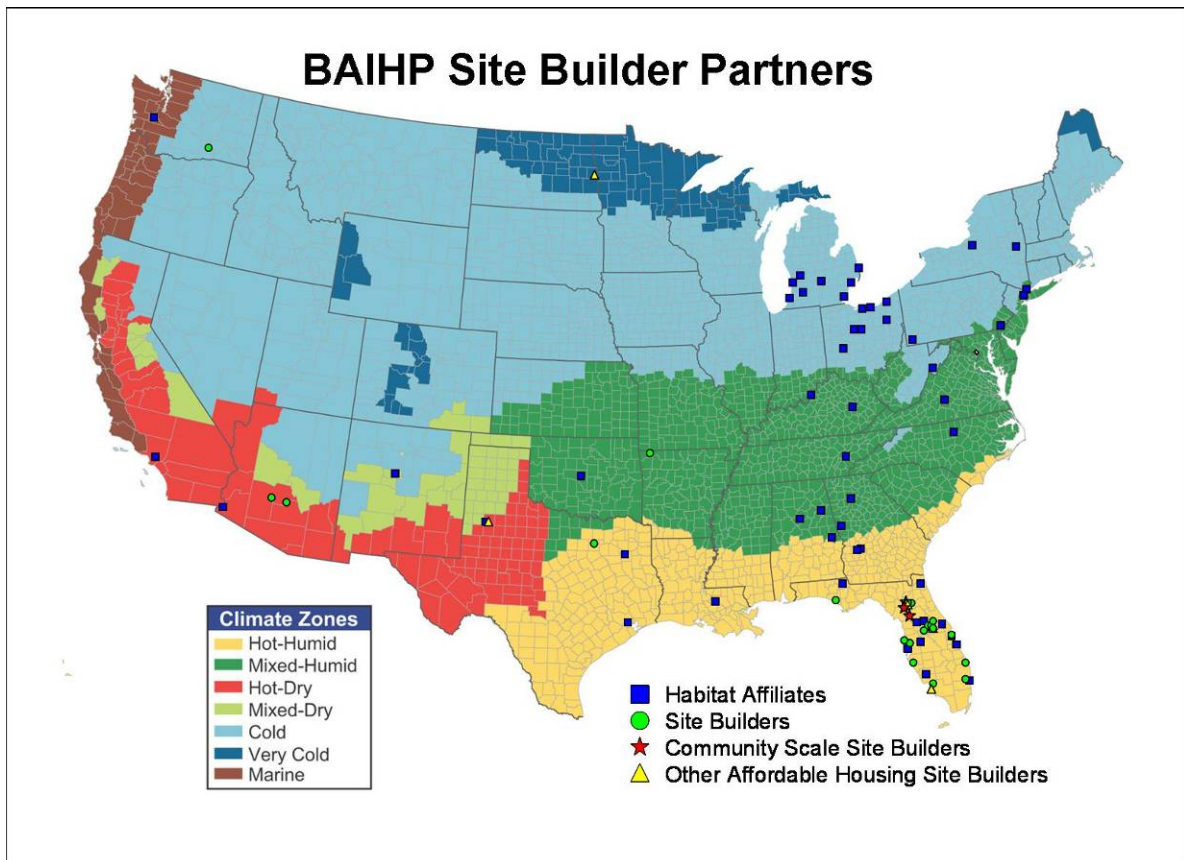 BAIHP Site Builder Partners
Climate Zones
Hot-Humid
Mixed-Humid
Hot-Dry
Mixed-Dry
Cold
Very Cold
Marine
Habitat Affiliates
Site Builders
Community Scale Site Builders
Other Affordable Housing Site Builders